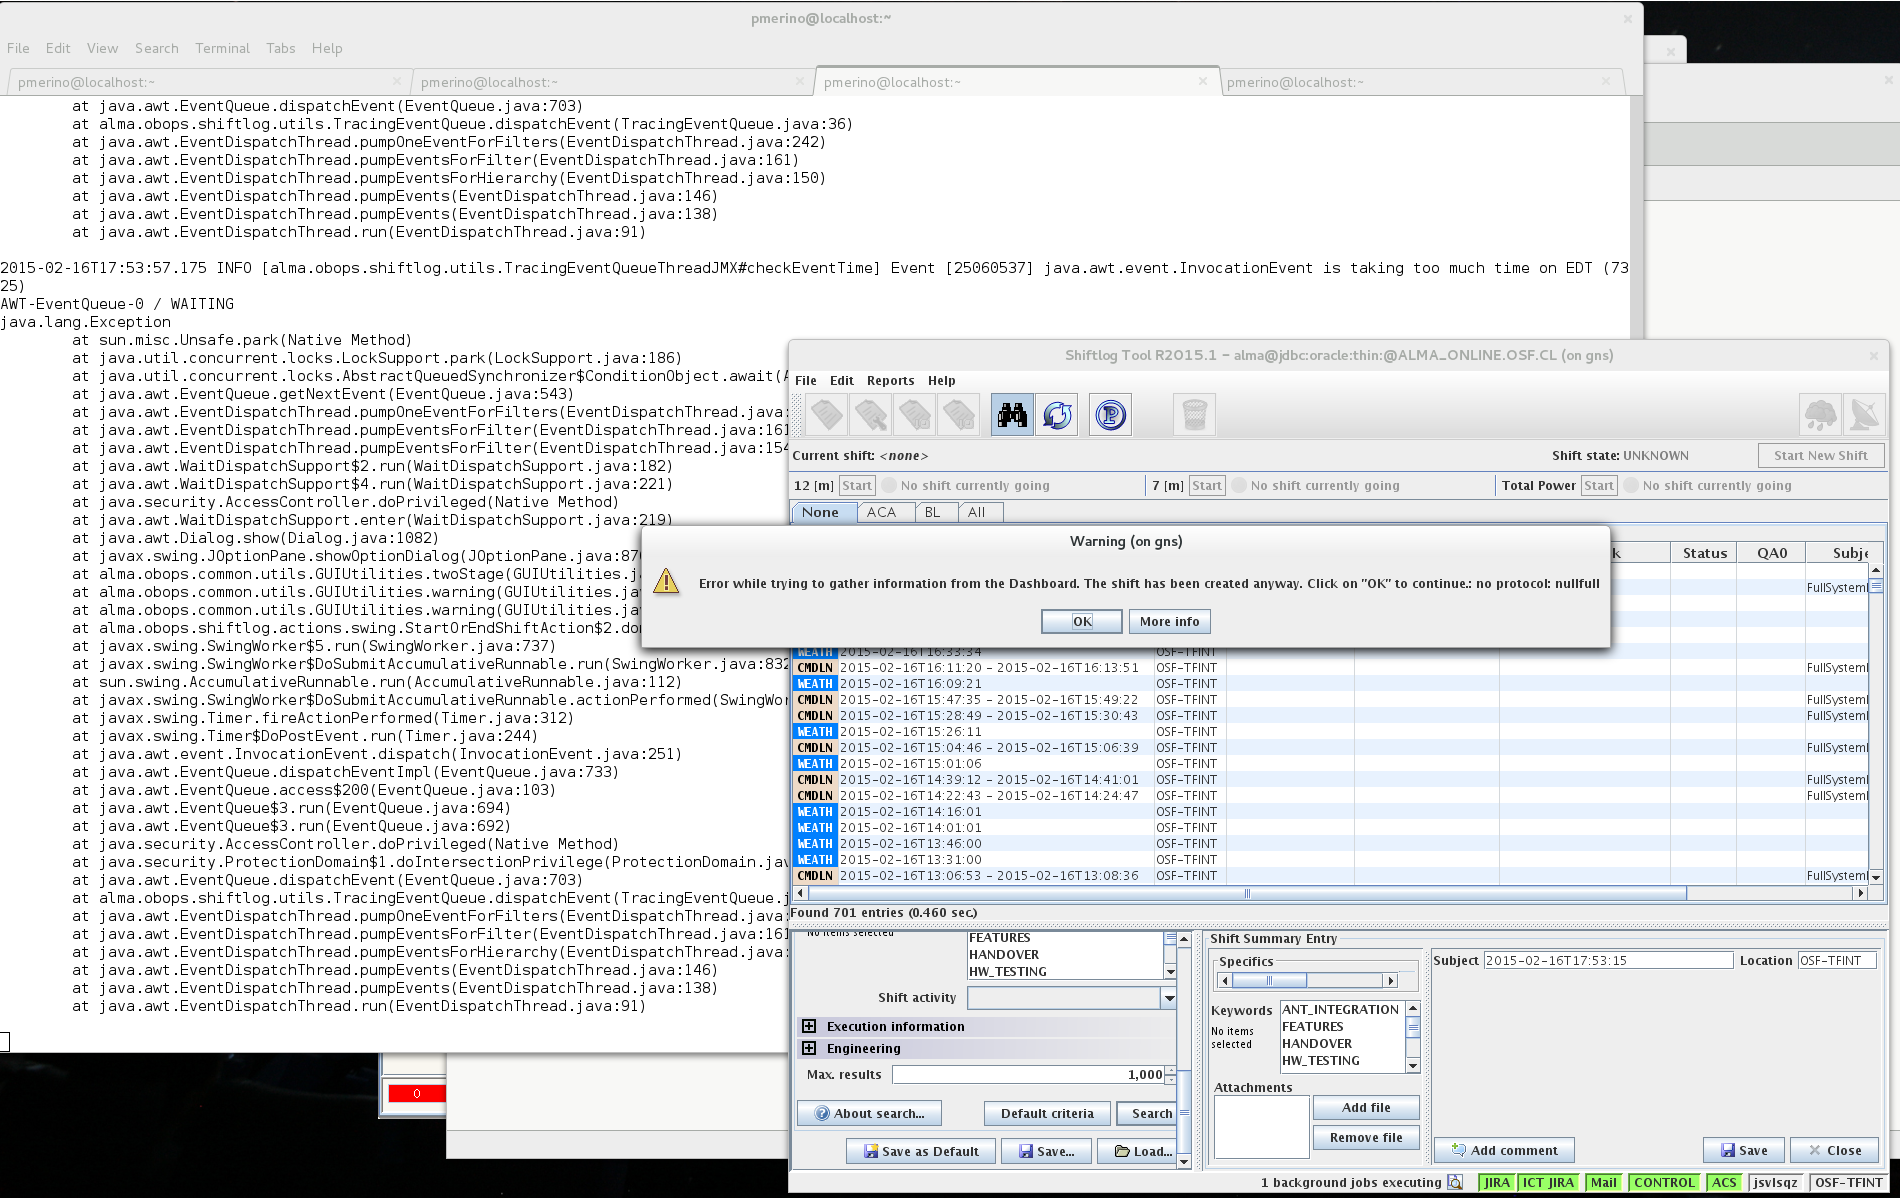 pmerino@localhost:~
File Edit View Search Terminal Tabs Help
pmerino@localhost:~ pmerino@localhost:~ pmerino@localhost:~ pmerino@localhost:~
at java.awt.EventQueue.dispatchEvent(EventQueue.java:703)
at alma.obops.shiftlog.utils.TracingEventQueue.dispatchEvent(TracingEventQueue.java:36)
at java.awt.EventDispatchThread.pumpOneEventForFilters(EventDispatchThread.java:242)
at java.awt.EventDispatchThread.pumpEventsForFilter(EventDispatchThread.java:161)
at java.awt.EventDispatchThread.pumpEventsForHierarchy(EventDispatchThread.java:150)
at java.awt.EventDispatchThread.pumpEvents(EventDispatchThread.java:146)
at java.awt.EventDispatchThread.pumpEvents(EventDispatchThread.java:138)
at java.awt.EventDispatchThread.run(EventDispatchThread.java:91)
2015-02-16T17:53:57.175 INFO [alma.obops.shiftlog.utils.TracingEventQueueThreadJMX#checkEventTime] Event [25060537] java.awt.event.InvocationEvent is taking too much time on EDT (73
25)
AWT-EventQueue-0 / WAITING
java.lang.Exception
at sun.misc.Unsafe.park(Native Method)
at java.util.concurrent.locks.LockSupport.park(LockSupport.java:186)
at java.util.concurrent.locks.AbstractQueuedSynchronizer$ConditionObject.await(A
at java.awt.EventQueue.getNextEvent(EventQueue.java:543)
at java.awt.EventDispatchThread.pumpOneEventForFilters(EventDispatchThread.java:
at java.awt.EventDispatchThread.pumpEventsForFilter(EventDispatchThread.java:161
at java.awt.EventDispatchThread.pumpEventsForFilter(EventDispatchThread.java:154
at java.awt.WaitDispatchSupport$2.run(WaitDispatchSupport.java:182)
at java.awt.WaitDispatchSupport$4.run(WaitDispatchSupport.java:221)
at java.security.AccessController.doPrivileged(Native Method)
at java.awt.WaitDispatchSupport.enter(WaitDispatchSupport.java:219)
at java.awt.Dialog.show(Dialog.java:1082)
at javax.swing.JOptionPane.showOptionDialog(JOptionPane.java:870
at alma.obops.common.utils.GUIUtilities.twoStage(GUIUtilities.j
at alma.obops.common.utils.GUIUtilities.warning(GUIUtilities.ja
at alma.obops.common.utils.GUIUtilities.warning(GUIUtilities.ja
at alma.obops.shiftlog.actions.swing.StartOrEndShiftAction$2.do
at javax.swing.SwingWorker$5.run(SwingWorker.java:737)
at javax.swing.SwingWorker$DoSubmitAccumulativeRunnable.run(SwingWorker.java:832
at sun.swing.AccumulativeRunnable.run(AccumulativeRunnable.java:112)
at javax.swing.SwingWorker$DoSubmitAccumulativeRunnable.actionPerformed(SwingWor
at javax.swing.Timer.fireActionPerformed(Timer.java:312)
at javax.swing.Timer$DoPostEvent.run(Timer.java:244)
at java.awt.event.InvocationEvent.dispatch(InvocationEvent.java:251)
at java.awt.EventQueue.dispatchEventImpl(EventQueue.java:733)
at java.awt.EventQueue.access$200(EventQueue.java:103)
at java.awt.EventQueue$3.run(EventQueue.java:694)
at java.awt.EventQueue$3.run(EventQueue.java:692)
at java.security.AccessController.doPrivileged(Native Method)
at java.security.ProtectionDomain$1.doIntersectionPrivilege(ProtectionDomain.jav
at java.awt.EventQueue.dispatchEvent(EventQueue.java:703)
at alma.obops.shiftlog.utils.TracingEventQueue.dispatchEvent(TracingEventQueue.j
at java.awt.EventDispatchThread.pumpOneEventForFilters(EventDispatchThread.java:
at java.awt.EventDispatchThread.pumpEventsForFilter(EventDispatchThread.java:161
at java.awt.EventDispatchThread.pumpEventsForHierarchy(EventDispatchThread.java:
at java.awt.EventDispatchThread.pumpEvents(EventDispatchThread.java:146)
at java.awt.EventDispatchThread.pumpEvents(EventDispatchThread.java:138)
at java.awt.EventDispatchThread.run(EventDispatchThread.java:91)
0
Shiftlog Tool R2015.1 - alma@jdbc:oracle:thin:@ALMA_ONLINE.OSF.CL (on gns)
File Edit Reports Help
P
Current shift: <none> Shift state: UNKNOWN Start New Shift
12 [m] Start No shift currently going 7 [m] Start No shift currently going Total Power Start No shift currently going
None ACA BL All
k Status QA0 Subje
FullSystemI
Warning (on gns)
Error while trying to gather information from the Dashboard. The shift has been created anyway. Click on "OK" to continue.: no protocol: nullfull
OK More info
WEATH 2015-02-16T16:33:34 OSF-TFINT
CMDLN 2015-02-16T16:11:20 - 2015-02-16T16:13:51 OSF-TFINT FullSystemI
WEATH 2015-02-16T16:09:21 OSF-TFINT
CMDLN 2015-02-16T15:47:35 - 2015-02-16T15:49:22 OSF-TFINT FullSystemI
CMDLN 2015-02-16T15:28:49 - 2015-02-16T15:30:43 OSF-TFINT FullSystemI
WEATH 2015-02-16T15:26:11 OSF-TFINT
CMDLN 2015-02-16T15:04:46 - 2015-02-16T15:06:39 OSF-TFINT FullSystemI
WEATH 2015-02-16T15:01:06 OSF-TFINT
CMDLN 2015-02-16T14:39:12 - 2015-02-16T14:41:01 OSF-TFINT FullSystemI
CMDLN 2015-02-16T14:22:43 - 2015-02-16T14:24:47 OSF-TFINT FullSystemI
WEATH 2015-02-16T14:16:01 OSF-TFINT
WEATH 2015-02-16T14:01:01 OSF-TFINT
WEATH 2015-02-16T13:46:00 OSF-TFINT
WEATH 2015-02-16T13:31:00 OSF-TFINT
CMDLN 2015-02-16T13:06:53 - 2015-02-16T13:08:36 OSF-TFINT FullSystemI
Found 701 entries (0.460 sec.)
No items selected
FEATURES
HANDOVER
HW_TESTING
Shift activity
Execution information
Engineering
Max. results 1,000
About search... Default criteria Search
Save as Default Save... Load...
Shift Summary Entry
Specifics
Keywords
No items
selected
ANT_INTEGRATION
FEATURES
HANDOVER
HW_TESTING
Attachments
Add file
Remove file
Subject 2015-02-16T17:53:15 Location OSF-TFINT
Add comment Save Close
1 background jobs executing JIRA ICT JIRA Mail CONTROL ACS jsvlsqz OSF-TFINT